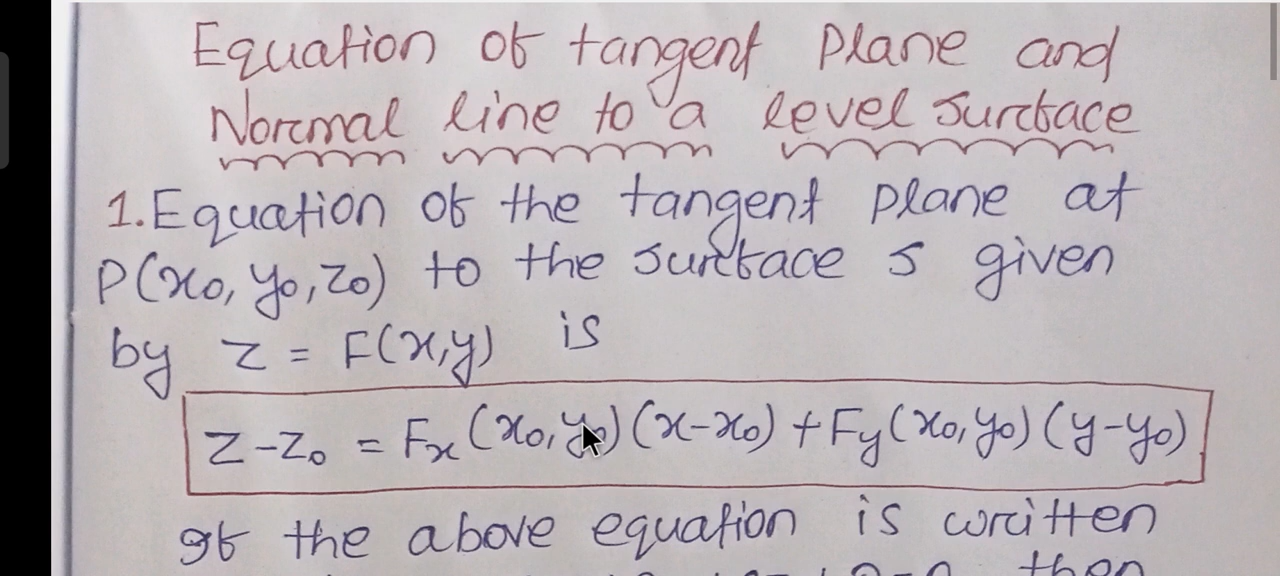 Equation of tangent plane and
Normal line to a level surface
1. Equation of the tangent plane at
P(x₀, y₀, z₀) to the surface S given
by z = F(x,y) is
z - z₀ = Fₓ(x₀, y₀)(x - x₀) + Fy(x₀, y₀)(y - y₀)
If the above equation is written
then